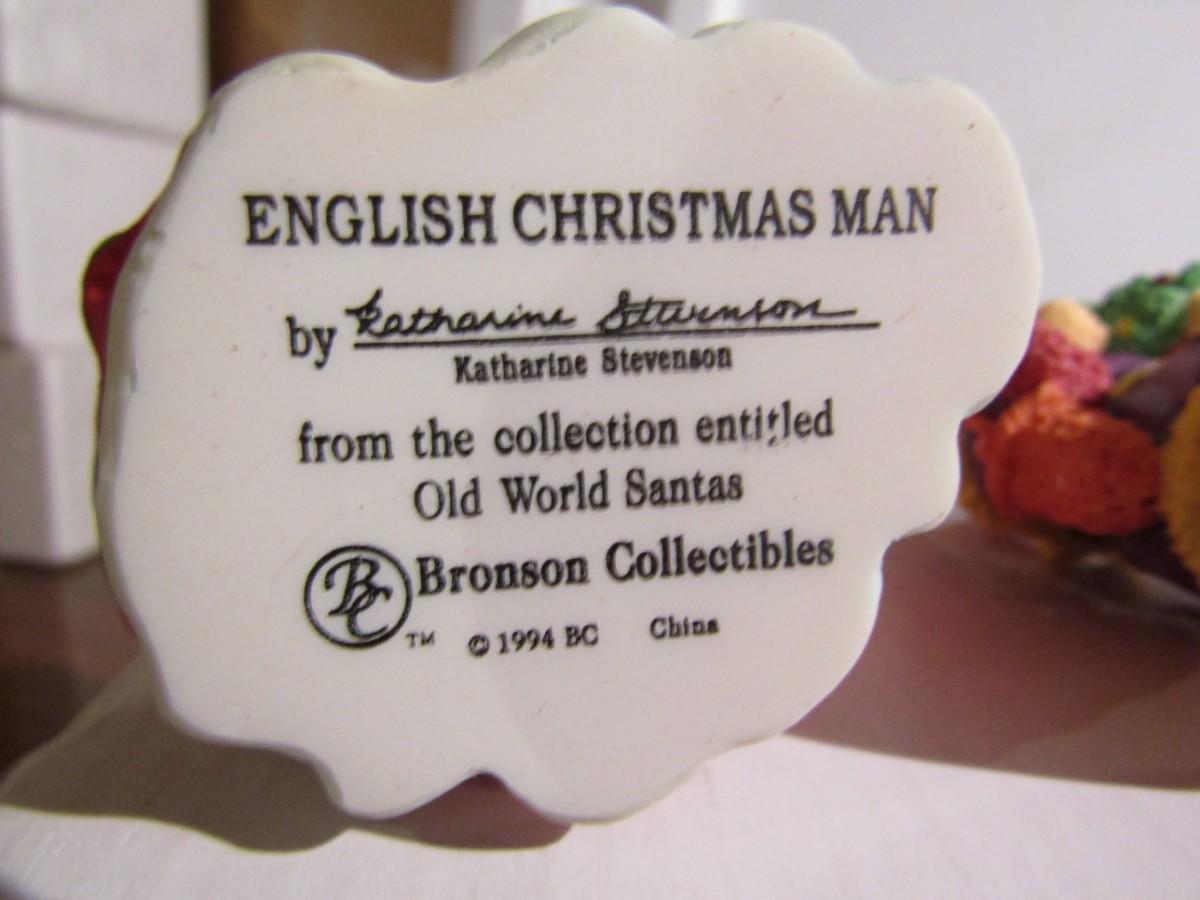 ENGLISH CHRISTMAS MAN
by Katharine Stevenson
Katharine Stevenson
from the collection entitled
Old World Santas
BC Bronson Collectibles
™ © 1994 BC China